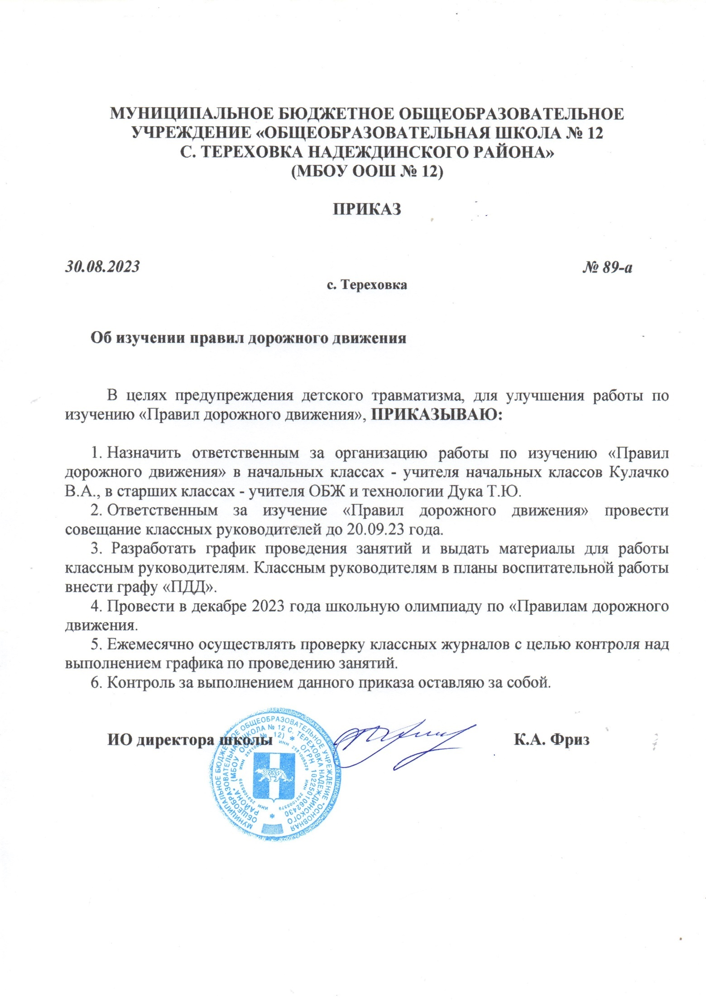 МУНИЦИПАЛЬНОЕ БЮДЖЕТНОЕ ОБЩЕОБРАЗОВАТЕЛЬНОЕ
УЧРЕЖДЕНИЕ «ОБЩЕОБРАЗОВАТЕЛЬНАЯ ШКОЛА № 12
С. ТЕРЕХОВКА НАДЕЖДИНСКОГО РАЙОНА»
(МБОУ ООШ № 12)
ПРИКАЗ
30.08.2023 № 89-а
с. Тереховка
Об изучении правил дорожного движения
В целях предупреждения детского травматизма, для улучшения работы по
изучению «Правил дорожного движения», ПРИКАЗЫВАЮ:
1. Назначить ответственным за организацию работы по изучению «Правил
дорожного движения» в начальных классах - учителя начальных классов Кулачко
В.А., в старших классах - учителя ОБЖ и технологии Дука Т.Ю.
2. Ответственным за изучение «Правил дорожного движения» провести
совещание классных руководителей до 20.09.23 года.
3. Разработать график проведения занятий и выдать материалы для работы
классным руководителям. Классным руководителям в планы воспитательной работы
внести графу «ПДД».
4. Провести в декабре 2023 года школьную олимпиаду по «Правилам дорожного
движения.
5. Ежемесячно осуществлять проверку классных журналов с целью контроля над
выполнением графика по проведению занятий.
6. Контроль за выполнением данного приказа оставляю за собой.
ИО директора школы К.А. Фриз
МУНИЦИПАЛЬНОЕ БЮДЖЕТНОЕ ОБЩЕОБРАЗОВАТЕЛЬНОЕ УЧРЕЖДЕНИЕ "ОСНОВНАЯ
ОБЩЕОБРАЗОВАТЕЛЬНАЯ ШКОЛА № 12 С. ТЕРЕХОВКА НАДЕЖДИНСКОГО
РАЙОНА" (МБОУ ООШ № 12) * ОГРН 1022501062430 *
ИНН 2521005379 ИНН 2521005379 ИНН 2521005379 ИНН 2521005379